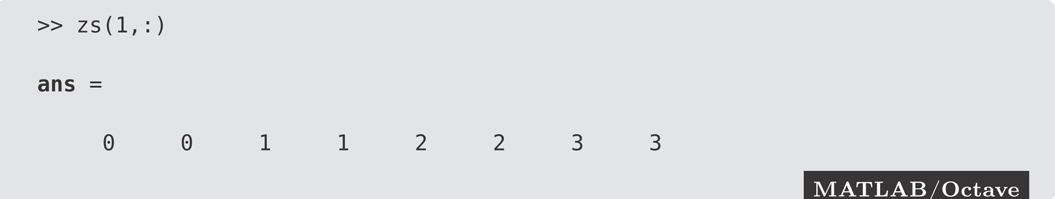 >> zs(1,:)
ans =
0 0 1 1 2 2 3 3
MATLAB/Octave